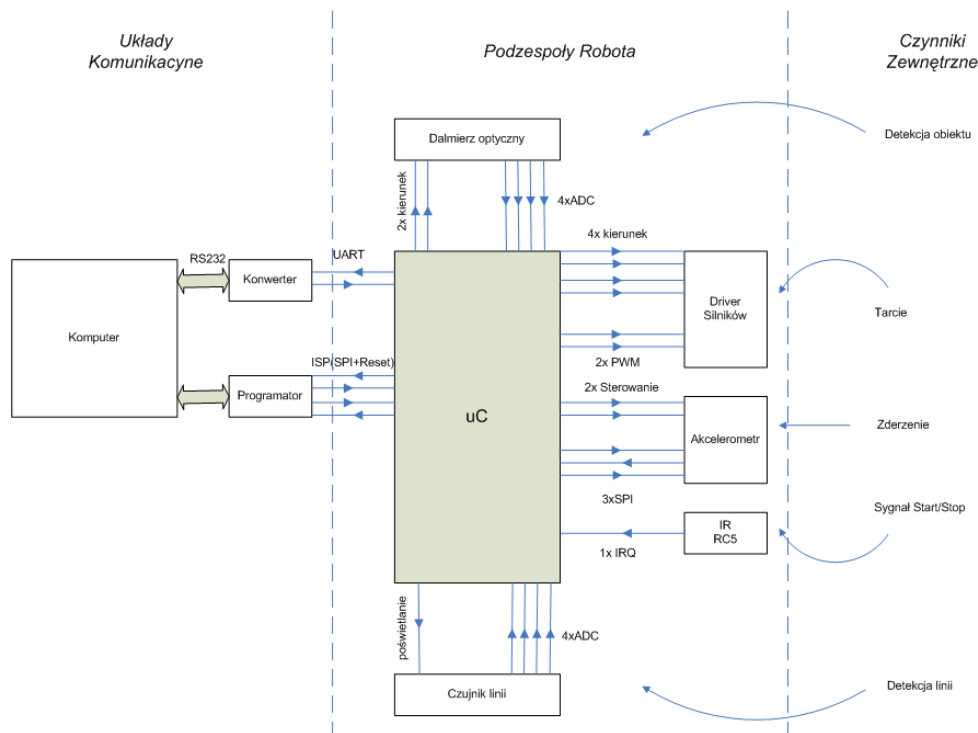 Układy
Komunikacyne
Podzespoły Robota
Czynniki
Zewnętrzne
Dalmierz optyczny
Detekcja obiektu
2x kierunek
4xADC
4x kierunek
RS232
UART
Konwerter
Komputer
Driver
Silników
Tarcie
2x PWM
ISP(SPI+Reset)
Programator
2x Sterowanie
uC
Akcelerometr
Zderzenie
3xSPI
Sygnał Start/Stop
IR
RC5
1x IRQ
poświetlanie
4xADC
Czujnik linii
Detekcja linii